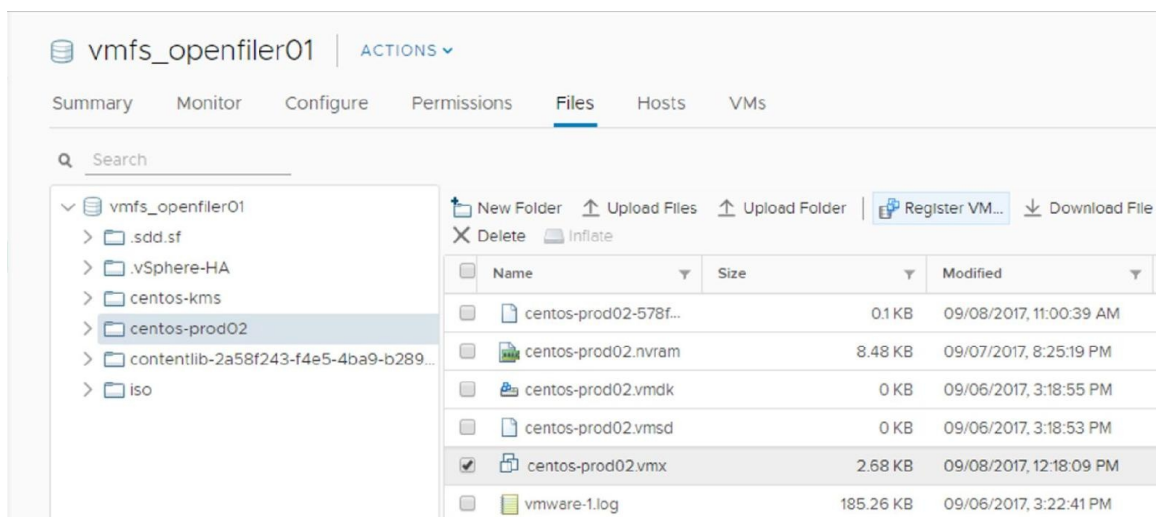 vmfs_openfiler01 | ACTIONS
Summary Monitor Configure Permissions Files Hosts VMs
Search
vmfs_openfiler01
.sdd.sf
.vSphere-HA
centos-kms
centos-prod02
contentlib-2a58f243-f4e5-4ba9-b289...
iso
New Folder Upload Files Upload Folder | Register VM... Download File
Delete Inflate
Name Size Modified
centos-prod02-578f... 0.1 KB 09/08/2017, 11:00:39 AM
centos-prod02.nvram 8.48 KB 09/07/2017, 8:25:19 PM
centos-prod02.vmdk 0 KB 09/06/2017, 3:18:55 PM
centos-prod02.vmsd 0 KB 09/06/2017, 3:18:53 PM
centos-prod02.vmx 2.68 KB 09/08/2017, 12:18:09 PM
vmware-1.log 185.26 KB 09/06/2017, 3:22:41 PM